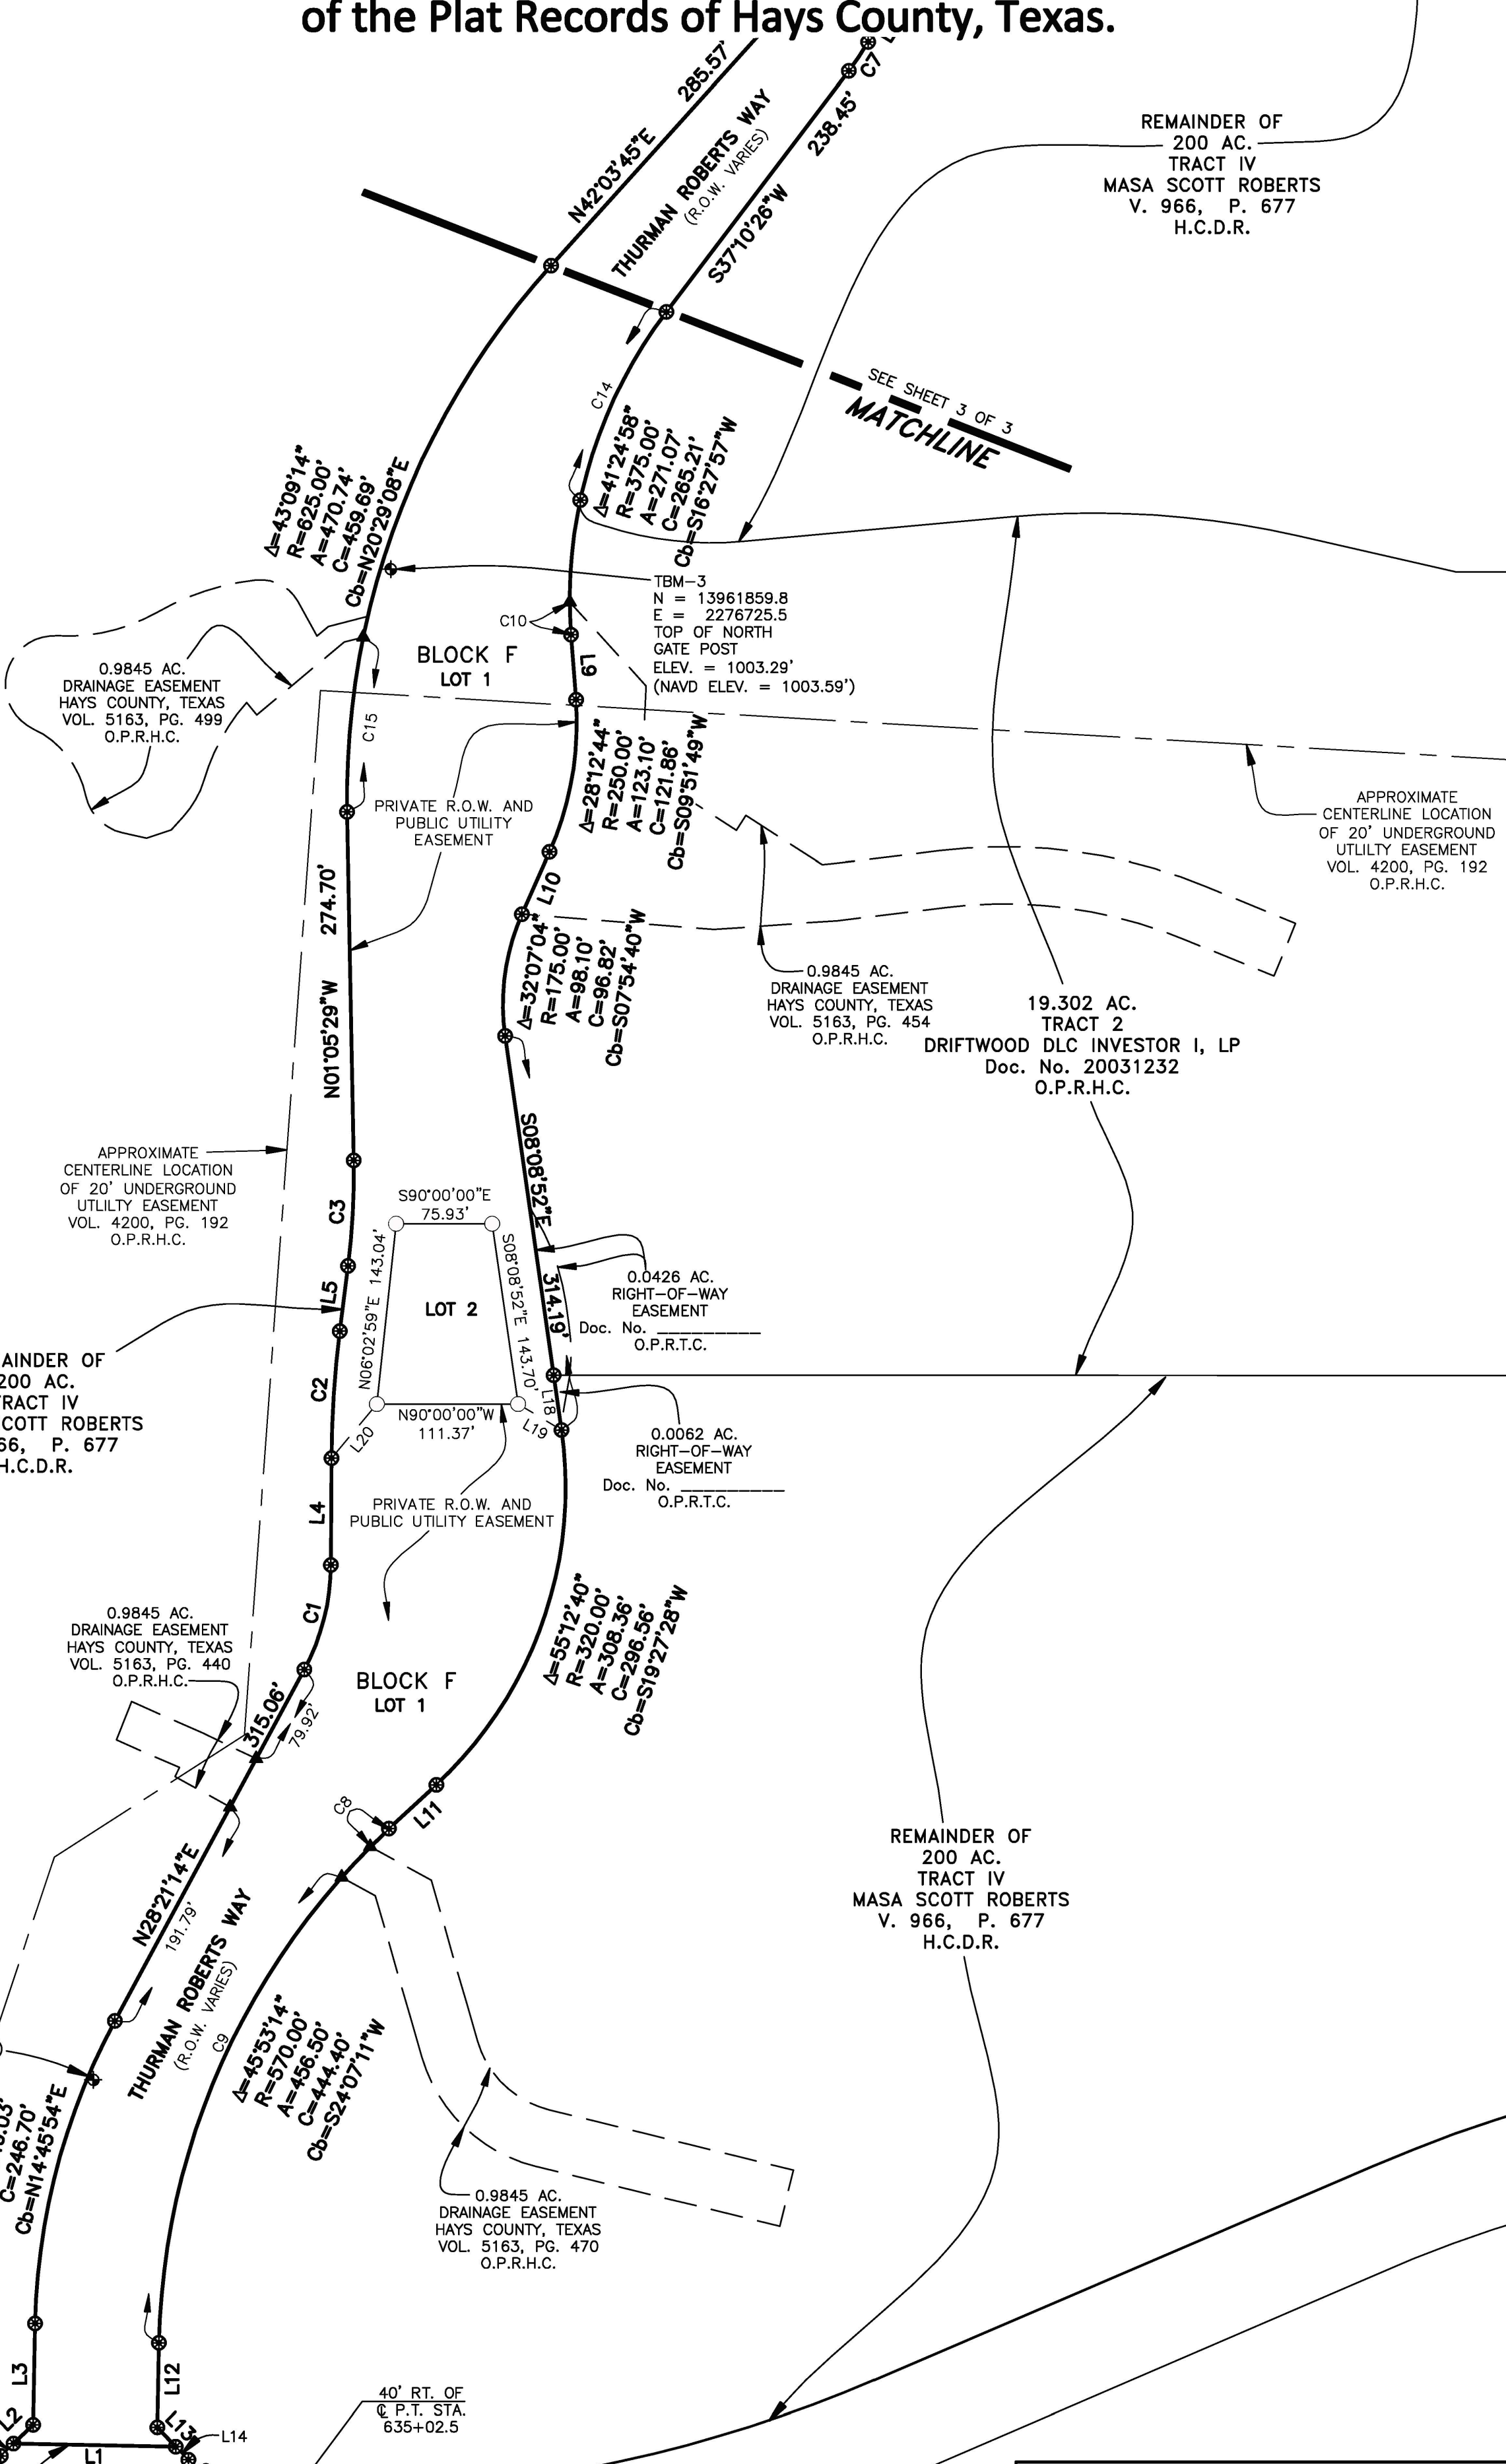 of the Plat Records of Hays County, Texas.
285.57'
N42°03'45"E
THURMAN ROBERTS WAY
(R.O.W. VARIES)
C7
238.45'
S37°10'26"W
REMAINDER OF
200 AC.
TRACT IV
MASA SCOTT ROBERTS
V. 966, P. 677
H.C.D.R.
SEE SHEET 3 OF 3
MATCHLINE
C14
Δ=41°24'58"
R=375.00'
A=271.07'
C=265.21'
Cb=S16°27'57"W
Δ=43°09'14"
R=625.00'
A=470.74'
C=459.69'
Cb=N20°29'08"E
TBM-3
N = 13961859.8
E = 2276725.5
TOP OF NORTH
GATE POST
ELEV. = 1003.29'
(NAVD ELEV. = 1003.59')
C10
BLOCK F
LOT 1
L9
0.9845 AC.
DRAINAGE EASEMENT
HAYS COUNTY, TEXAS
VOL. 5163, PG. 499
O.P.R.H.C.
C15
Δ=28°12'44"
R=250.00'
A=123.10'
C=121.86'
Cb=S09°51'49"W
PRIVATE R.O.W. AND
PUBLIC UTILITY
EASEMENT
APPROXIMATE
CENTERLINE LOCATION
OF 20' UNDERGROUND
UTLILTY EASEMENT
VOL. 4200, PG. 192
O.P.R.H.C.
274.70'
N01°05'29"W
L10
Δ=32°07'04"
R=175.00'
A=98.10'
C=96.82'
Cb=S07°54'40"W
0.9845 AC.
DRAINAGE EASEMENT
HAYS COUNTY, TEXAS
VOL. 5163, PG. 454
O.P.R.H.C.
19.302 AC.
TRACT 2
DRIFTWOOD DLC INVESTOR I, LP
Doc. No. 20031232
O.P.R.H.C.
S08°08'52"E
314.19'
APPROXIMATE
CENTERLINE LOCATION
OF 20' UNDERGROUND
UTLILTY EASEMENT
VOL. 4200, PG. 192
O.P.R.H.C.
C3
S90°00'00"E
75.93'
N06°02'59"E 143.04'
S08°08'52"E 143.70'
LOT 2
L5
0.0426 AC.
RIGHT-OF-WAY
EASEMENT
Doc. No. __________
O.P.R.T.C.
AINDER OF
200 AC.
RACT IV
COTT ROBERTS
66, P. 677
H.C.D.R.
C2
N90°00'00"W
111.37'
L18
L19
L20
0.0062 AC.
RIGHT-OF-WAY
EASEMENT
Doc. No. __________
O.P.R.T.C.
L4
PRIVATE R.O.W. AND
PUBLIC UTILITY EASEMENT
C1
Δ=55°12'40"
R=320.00'
A=308.36'
C=296.56'
Cb=S19°27'28"W
0.9845 AC.
DRAINAGE EASEMENT
HAYS COUNTY, TEXAS
VOL. 5163, PG. 440
O.P.R.H.C.
BLOCK F
LOT 1
315.06'
79.92'
C8
L11
N28°21'14"E
191.79'
REMAINDER OF
200 AC.
TRACT IV
MASA SCOTT ROBERTS
V. 966, P. 677
H.C.D.R.
THURMAN ROBERTS WAY
(R.O.W. VARIES)
C9
Δ=45°53'14"
R=570.00'
A=456.50'
C=444.40'
Cb=S24°07'11"W
C=246.70'
Cb=N14°45'54"E
0.9845 AC.
DRAINAGE EASEMENT
HAYS COUNTY, TEXAS
VOL. 5163, PG. 470
O.P.R.H.C.
L3
L12
40' RT. OF
℄ P.T. STA.
635+02.5
L2
L13
L14
L1